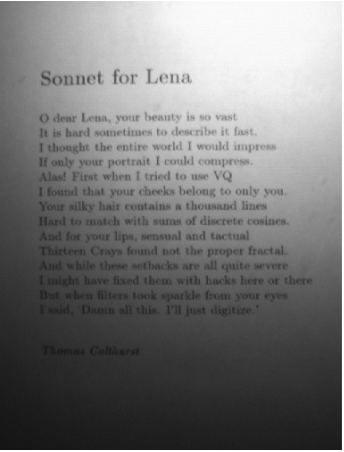 Sonnet for Lena
O dear Lena, your beauty is so vast
It is hard sometimes to describe it fast.
I thought the entire world I would impress
If only your portrait I could compress.
Alas! First when I tried to use VQ
I found that your cheeks belong to only you.
Your silky hair contains a thousand lines
Hard to match with sums of discrete cosines.
And for your lips, sensual and tactual
Thirteen Crays found not the proper fractal.
And while these setbacks are all quite severe
I might have fixed them with hacks here or there
But when filters took sparkle from your eyes
I said, 'Damn all this. I'll just digitize.'
Thomas Colthurst